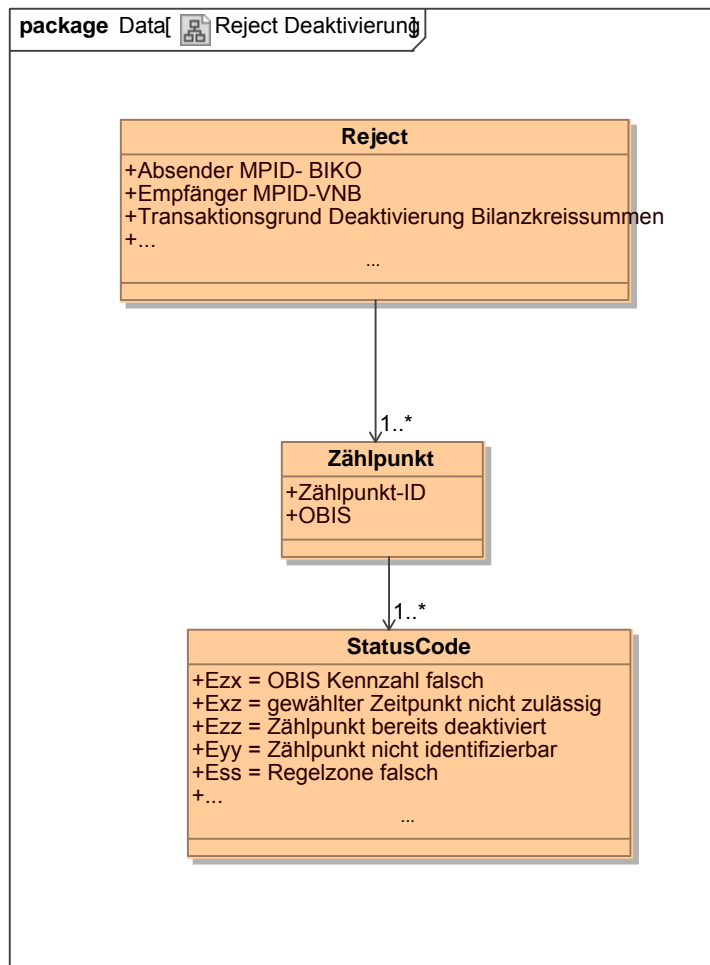 package Data[ Reject Deaktivierung]
Reject
+Absender MPID- BIKO
+Empfänger MPID-VNB
+Transaktionsgrund Deaktivierung Bilanzkreissummen
+...
...
1..*
Zählpunkt
+Zählpunkt-ID
+OBIS
1..*
StatusCode
+Ezx = OBIS Kennzahl falsch
+Exz = gewählter Zeitpunkt nicht zulässig
+Ezz = Zählpunkt bereits deaktiviert
+Eyy = Zählpunkt nicht identifizierbar
+Ess = Regelzone falsch
+...
...